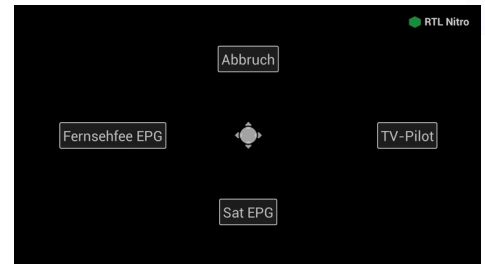 RTL Nitro
Abbruch
Fernsehfee EPG
TV-Pilot
Sat EPG